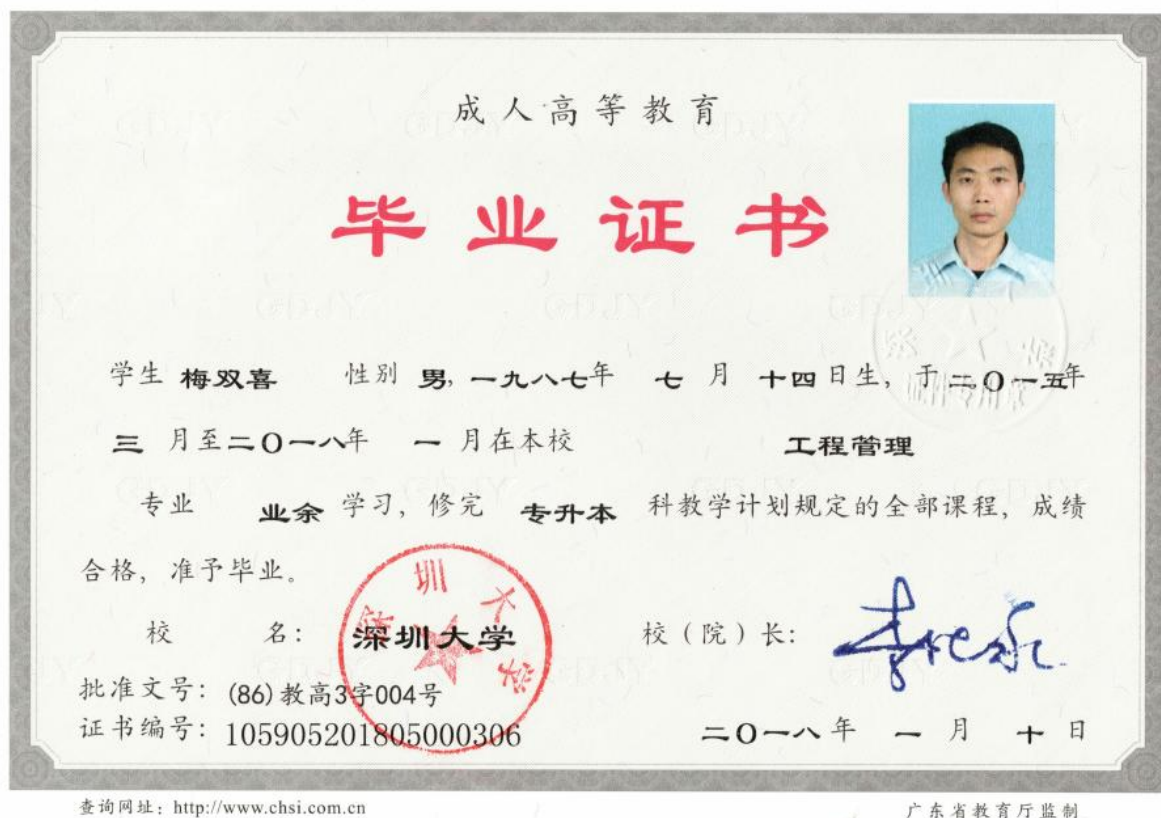 成人高等教育
毕业证书
学生 梅双喜 性别 男, 一九八七年 七 月 十四日生, 于二〇一五年
三 月至二〇一八年 一 月在本校 工程管理
专业 业余 学习, 修完 专升本 科教学计划规定的全部课程, 成绩
合格, 准予毕业。
校 名: 深圳大学 校(院)长:
深圳大学
批准文号: (86)教高3字004号
证书编号: 105905201805000306
二〇一八年 一 月 十 日
查询网址: http://www.chsi.com.cn 广东省教育厅监制